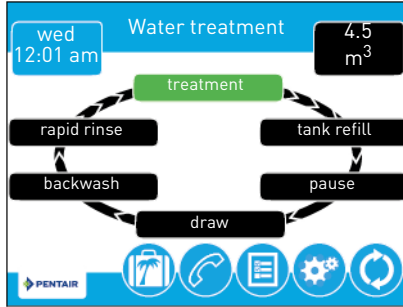 wed
12:01 am
Water treatment
4.5
m³
treatment
rapid rinse
tank refill
backwash
pause
draw
PENTAIR